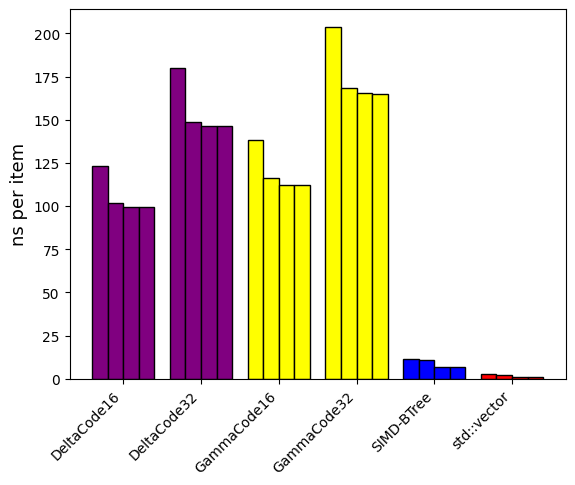 200
175
150
125
100
75
50
25
0
ns per item
DeltaCode16
DeltaCode32
GammaCode16
GammaCode32
SIMD-BTree
std::vector